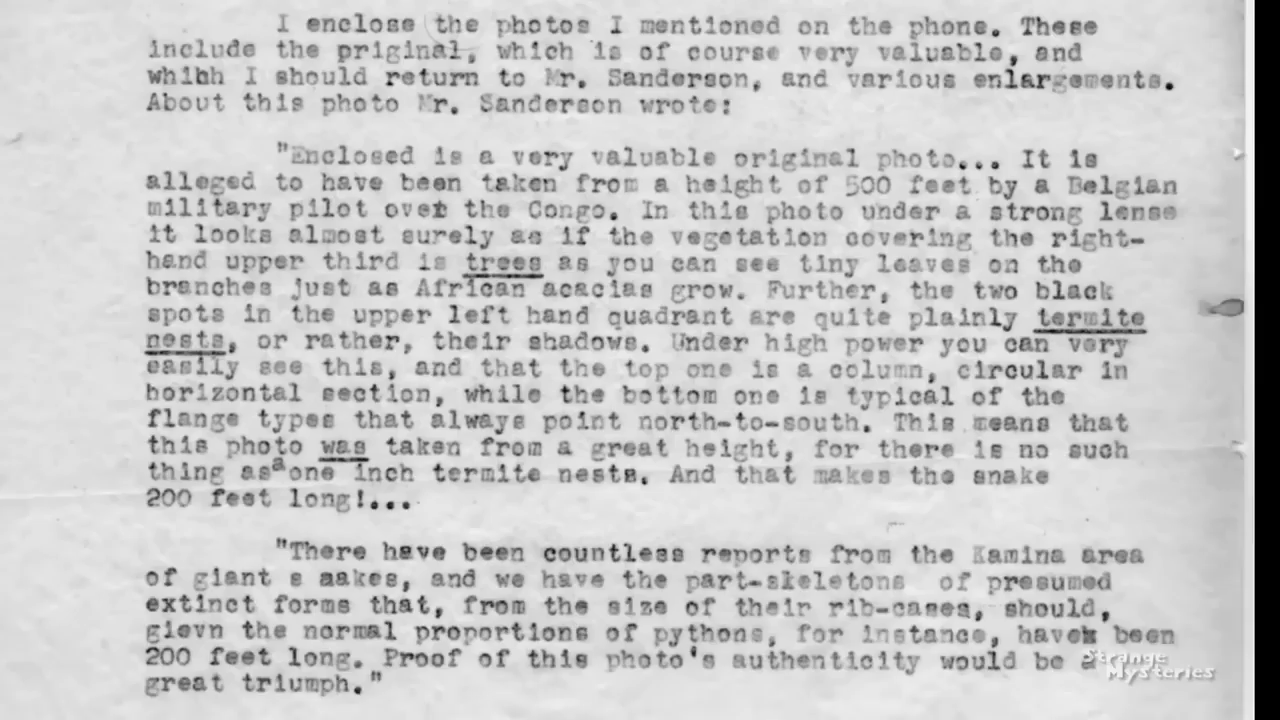 I enclose the photos I mentioned on the phone. These
include the priginal, which is of course very valuable, and
whihh I should return to Mr. Sanderson, and various enlargements.
About this photo Mr. Sanderson wrote:
"Enclosed is a very valuable original photo... It is
alleged to have been taken from a height of 500 feet by a Belgian
military pilot over the Congo. In this photo under a strong lense
it looks almost surely as if the vegetation covering the right-
hand upper third is trees as you can see tiny leaves on the
branches just as African acacias grow. Further, the two black
spots in the upper left hand quadrant are quite plainly termite
nests, or rather, their shadows. Under high power you can very
easily see this, and that the top one is a column, circular in
horizontal section, while the bottom one is typical of the
flange types that always point north-to-south. This means that
this photo was taken from a great height, for there is no such
thing as a one inch termite nests. And that makes the snake
200 feet long!...
"There have been countless reports from the Kamina area
of giant s aakes, and we have the part-skeletons of presumed
extinct forms that, from the size of their rib-cases, should,
gievn the normal proportions of pythons, for instance, have been
200 feet long. Proof of this photo's authenticity would be a
great triumph."
Strange
Mysteries